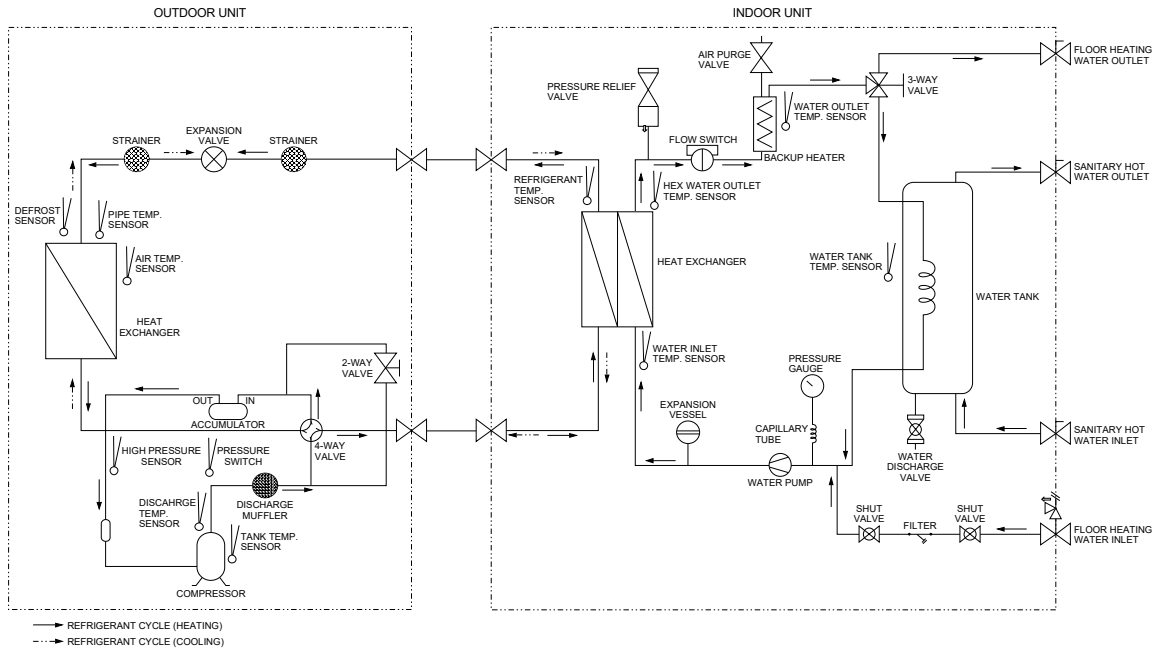 OUTDOOR UNIT
INDOOR UNIT
STRAINER
EXPANSION
VALVE
STRAINER
DEFROST
SENSOR
PIPE TEMP.
SENSOR
AIR TEMP.
SENSOR
HEAT
EXCHANGER
2-WAY
VALVE
OUT
IN
ACCUMULATOR
4-WAY
VALVE
HIGH PRESSURE
SENSOR
PRESSURE
SWITCH
DISCAHRGE
TEMP.
SENSOR
DISCHARGE
MUFFLER
TANK TEMP.
SENSOR
COMPRESSOR
AIR PURGE
VALVE
PRESSURE RELIEF
VALVE
FLOW SWITCH
WATER OUTLET
TEMP. SENSOR
BACKUP HEATER
3-WAY
VALVE
FLOOR HEATING
WATER OUTLET
REFRIGERANT
TEMP.
SENSOR
HEX WATER OUTLET
TEMP. SENSOR
SANITARY HOT
WATER OUTLET
HEAT EXCHANGER
WATER TANK
TEMP. SENSOR
WATER TANK
WATER INLET
TEMP. SENSOR
PRESSURE
GAUGE
EXPANSION
VESSEL
CAPILLARY
TUBE
WATER PUMP
WATER
DISCHARGE
VALVE
SANITARY HOT
WATER INLET
SHUT
VALVE
FILTER
SHUT
VALVE
FLOOR HEATING
WATER INLET
REFRIGERANT CYCLE (HEATING)
REFRIGERANT CYCLE (COOLING)